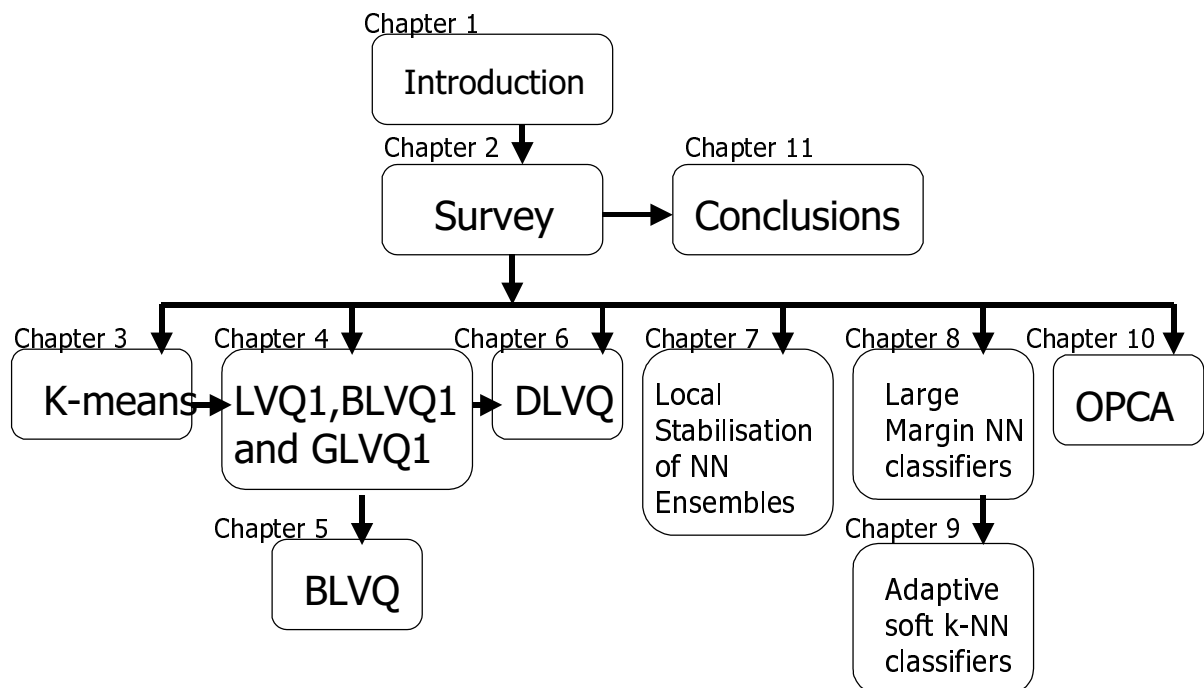 Chapter 1
Introduction
Chapter 2
Survey
Chapter 11
Conclusions
Chapter 3
K-means
Chapter 4
LVQ1,BLVQ1
and GLVQ1
Chapter 6
DLVQ
Chapter 7
Local
Stabilisation
of NN
Ensembles
Chapter 8
Large
Margin NN
classifiers
Chapter 10
OPCA
Chapter 5
BLVQ
Chapter 9
Adaptive
soft k-NN
classifiers